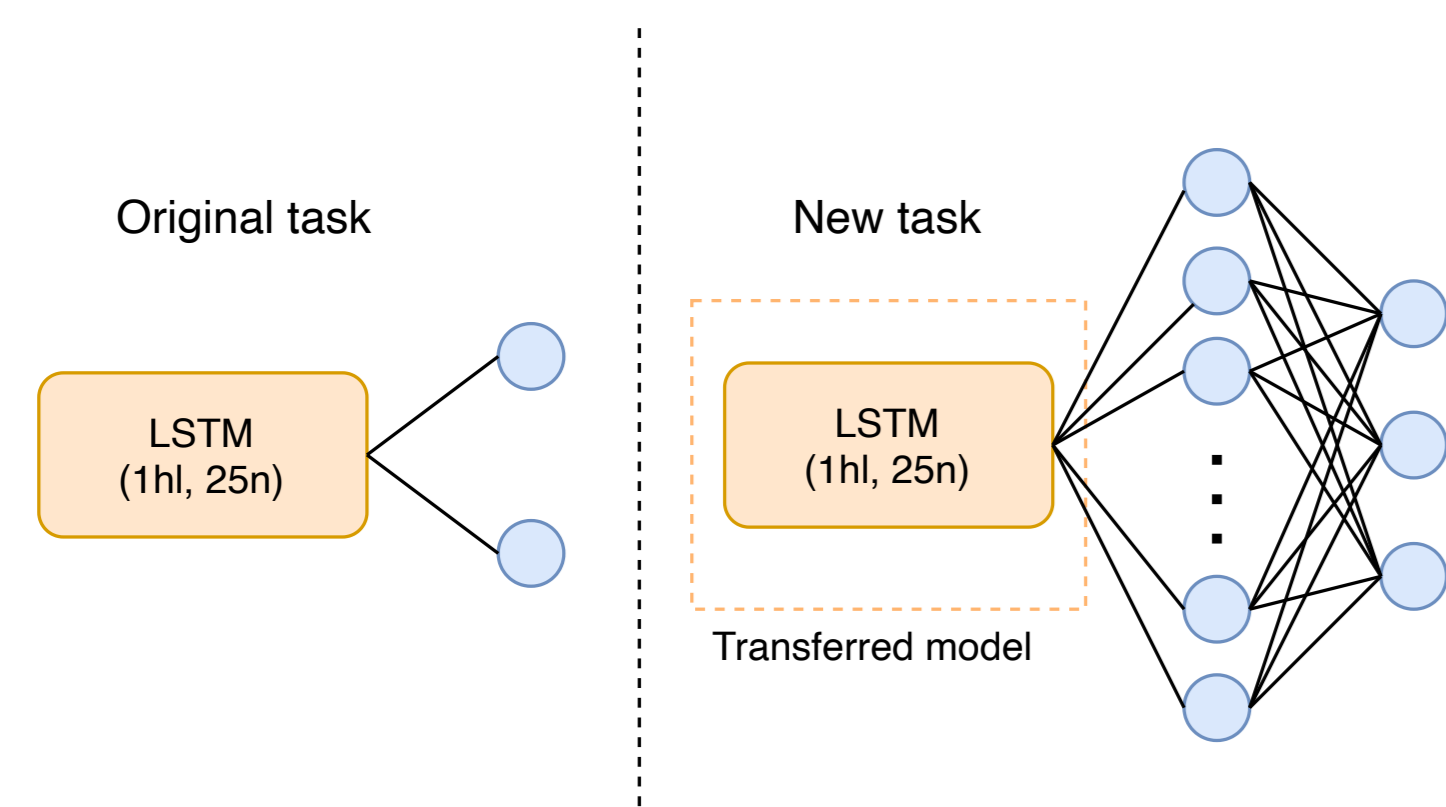 Original task
LSTM
(1hl, 25n)
New task
LSTM
(1hl, 25n)
Transferred model